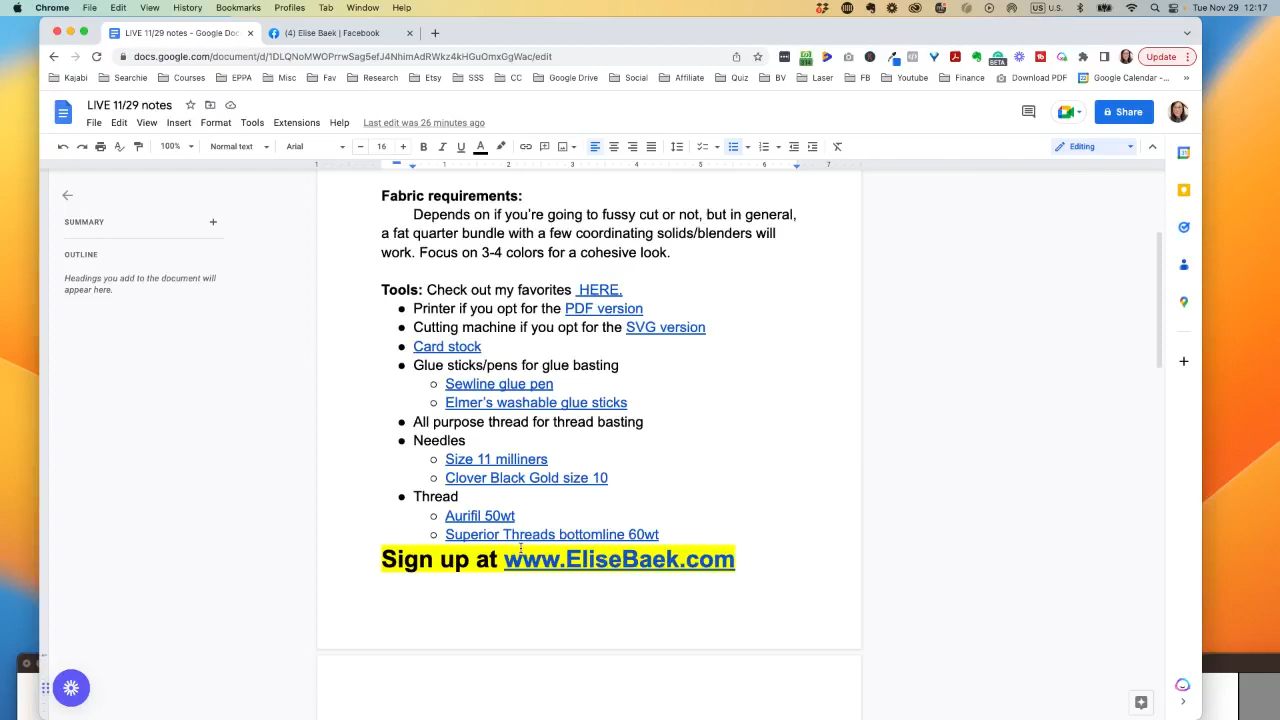 Chrome File Edit View History Bookmarks Profiles Tab Window Help U.S. Tue Nov 29 12:17
LIVE 11/29 notes - Google Doc (4) Elise Baek | Facebook
Kajabi Searchie Courses EPPA Misc Fav Research Etsy SSS CC Google Drive Social Affiliate Quiz BV Laser FB Youtube Finance Download PDF Google Calendar -...
Update
BETA
LIVE 11/29 notes
File Edit View Insert Format Tools Extensions Help Last edit was 26 minutes ago
Share
100% Normal text Arial 16 B I U A Editing
1 1 2 3 4 5 6 7
SUMMARY
OUTLINE
Headings you add to the document will
appear here.
Fabric requirements:
Depends on if you’re going to fussy cut or not, but in general,
a fat quarter bundle with a few coordinating solids/blenders will
work. Focus on 3-4 colors for a cohesive look.
Tools: Check out my favorites HERE.
● Printer if you opt for the PDF version
● Cutting machine if you opt for the SVG version
● Card stock
● Glue sticks/pens for glue basting
○ Sewline glue pen
○ Elmer’s washable glue sticks
● All purpose thread for thread basting
● Needles
○ Size 11 milliners
○ Clover Black Gold size 10
● Thread
○ Aurifil 50wt
○ Superior Threads bottomline 60wt
Sign up at www.EliseBaek.com